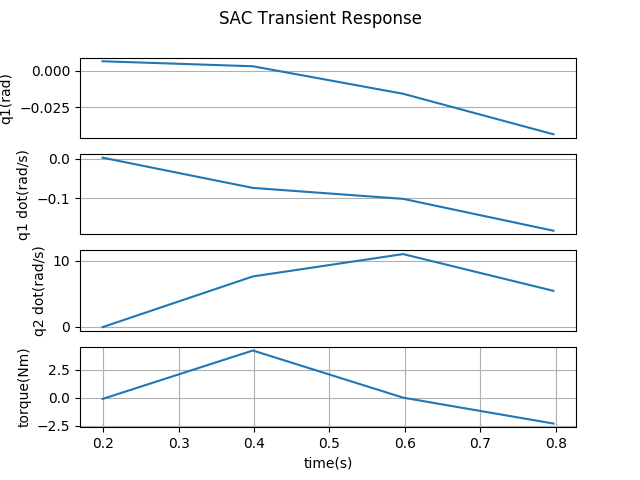 SAC Transient Response
0.000
−0.025
q1(rad)
0.0
−0.1
q1 dot(rad/s)
10
0
q2 dot(rad/s)
2.5
0.0
−2.5
torque(Nm)
0.2 0.3 0.4 0.5 0.6 0.7 0.8
time(s)